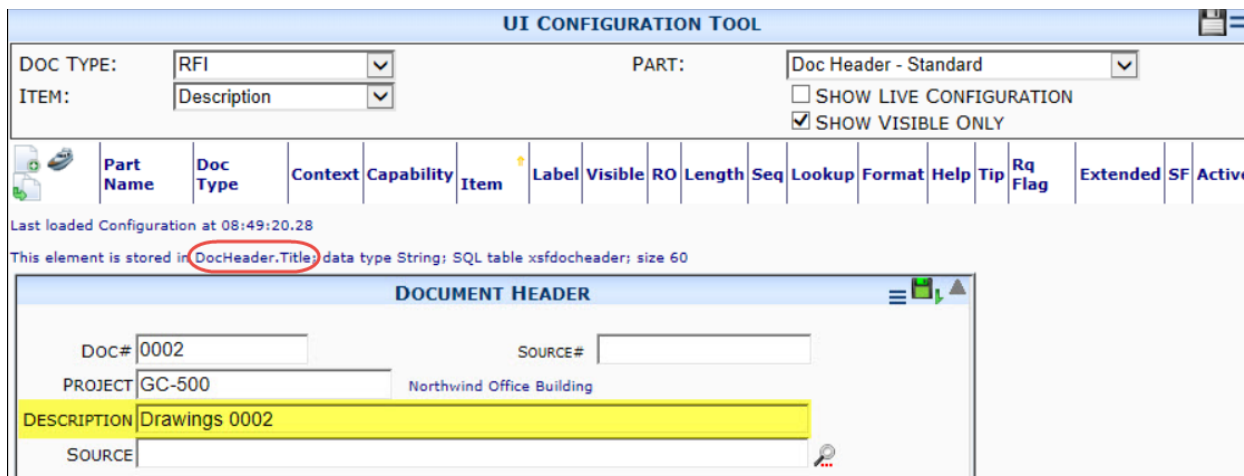 UI CONFIGURATION TOOL
DOC TYPE: RFI PART: Doc Header - Standard
ITEM: Description SHOW LIVE CONFIGURATION
SHOW VISIBLE ONLY
Part Name Doc Type Context Capability Item Label Visible RO Length Seq Lookup Format Help Tip Rq Flag Extended SF Active
Last loaded Configuration at 08:49:20.28
This element is stored in DocHeader.Title; data type String; SQL table xsfdocheader; size 60
DOCUMENT HEADER
DOC# 0002 SOURCE#
PROJECT GC-500 Northwind Office Building
DESCRIPTION Drawings 0002
SOURCE